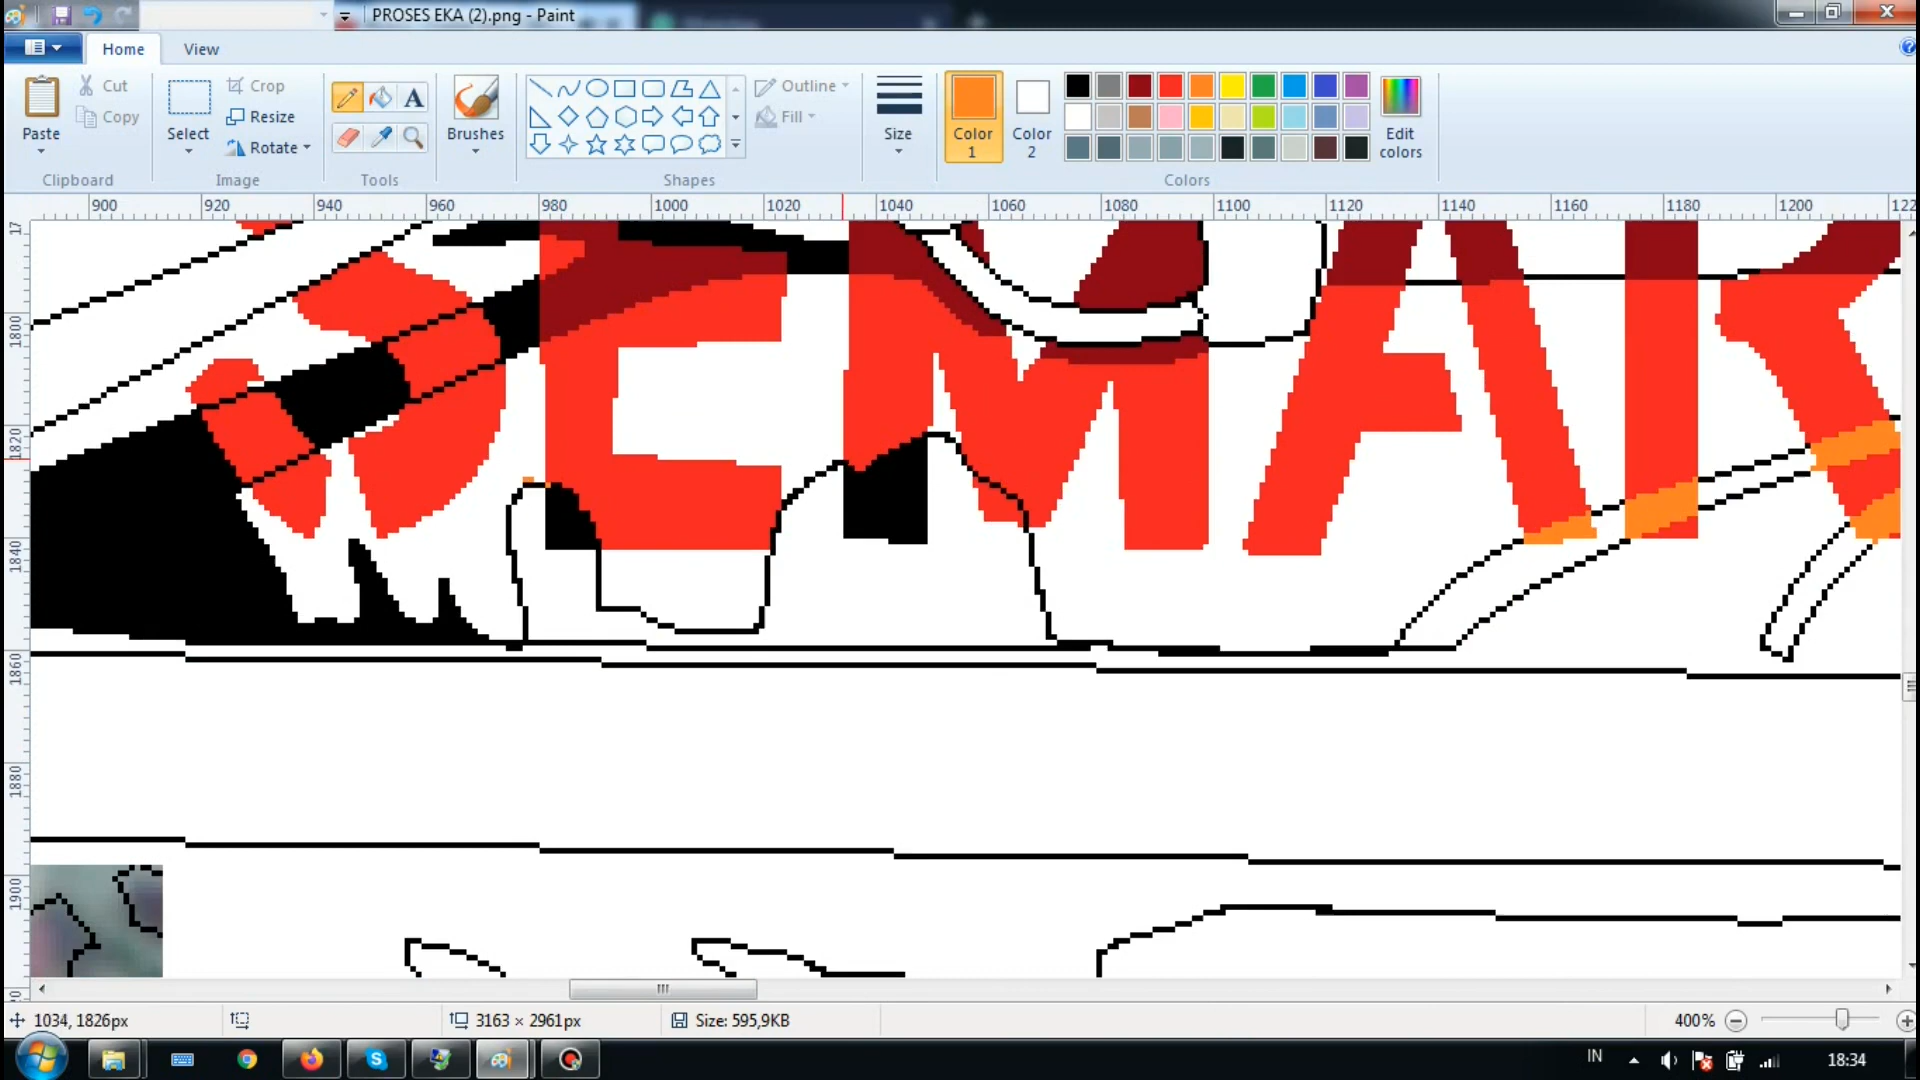 PROSES EKA (2).png - Paint
Home View
Paste
Cut
Copy
Clipboard
Select
Crop
Resize
Rotate
Image
A
Tools
Brushes
Outline
Fill
Shapes
Size
Color 1
Color 2
Edit colors
Colors
900 920 940 960 980 1000 1020 1040 1060 1080 1100 1120 1140 1160 1180 1200 122
17
1800
1820
1840
1860
1880
1900
EMAR
1034, 1826px
3163 × 2961px
Size: 595,9KB
400%
IN
18:34